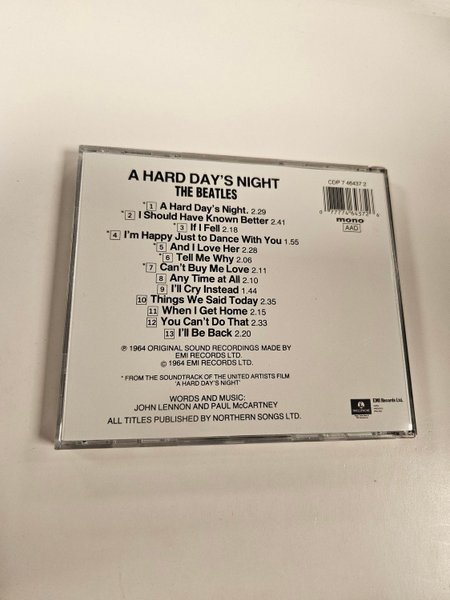 A HARD DAY'S NIGHT
THE BEATLES
CDP 7 46437 2
0 77774 64372 6
mono
AAD
*1 A Hard Day's Night. 2.29
*2 I Should Have Known Better 2.41
*3 If I Fell 2.18
*4 I'm Happy Just to Dance With You 1.55
*5 And I Love Her 2.28
*6 Tell Me Why 2.06
*7 Can't Buy Me Love 2.11
8 Any Time at All 2.10
9 I'll Cry Instead 1.44
10 Things We Said Today 2.35
11 When I Get Home 2.15
12 You Can't Do That 2.33
13 I'll Be Back 2.20
℗ 1964 ORIGINAL SOUND RECORDINGS MADE BY
EMI RECORDS LTD.
© 1964 EMI RECORDS LTD.
* FROM THE SOUNDTRACK OF THE UNITED ARTISTS FILM
'A HARD DAY'S NIGHT'
WORDS AND MUSIC:
JOHN LENNON AND PAUL McCARTNEY
ALL TITLES PUBLISHED BY NORTHERN SONGS LTD.
EMI Records Ltd.